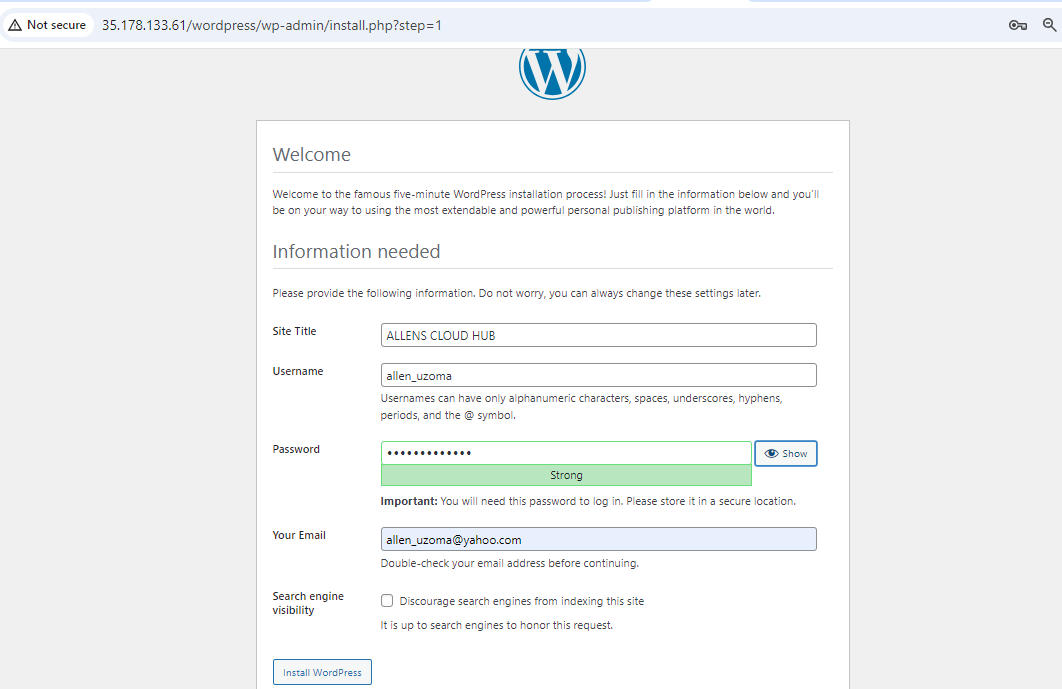 Not secure 35.178.133.61/wordpress/wp-admin/install.php?step=1
Welcome
Welcome to the famous five-minute WordPress installation process! Just fill in the information below and you'll
be on your way to using the most extendable and powerful personal publishing platform in the world.
Information needed
Please provide the following information. Do not worry, you can always change these settings later.
Site Title
ALLENS CLOUD HUB
Username
allen_uzoma
Usernames can have only alphanumeric characters, spaces, underscores, hyphens,
periods, and the @ symbol.
Password
•••••••••••••
Show
Strong
Important: You will need this password to log in. Please store it in a secure location.
Your Email
allen_uzoma@yahoo.com
Double-check your email address before continuing.
Search engine
visibility
Discourage search engines from indexing this site
It is up to search engines to honor this request.
Install WordPress